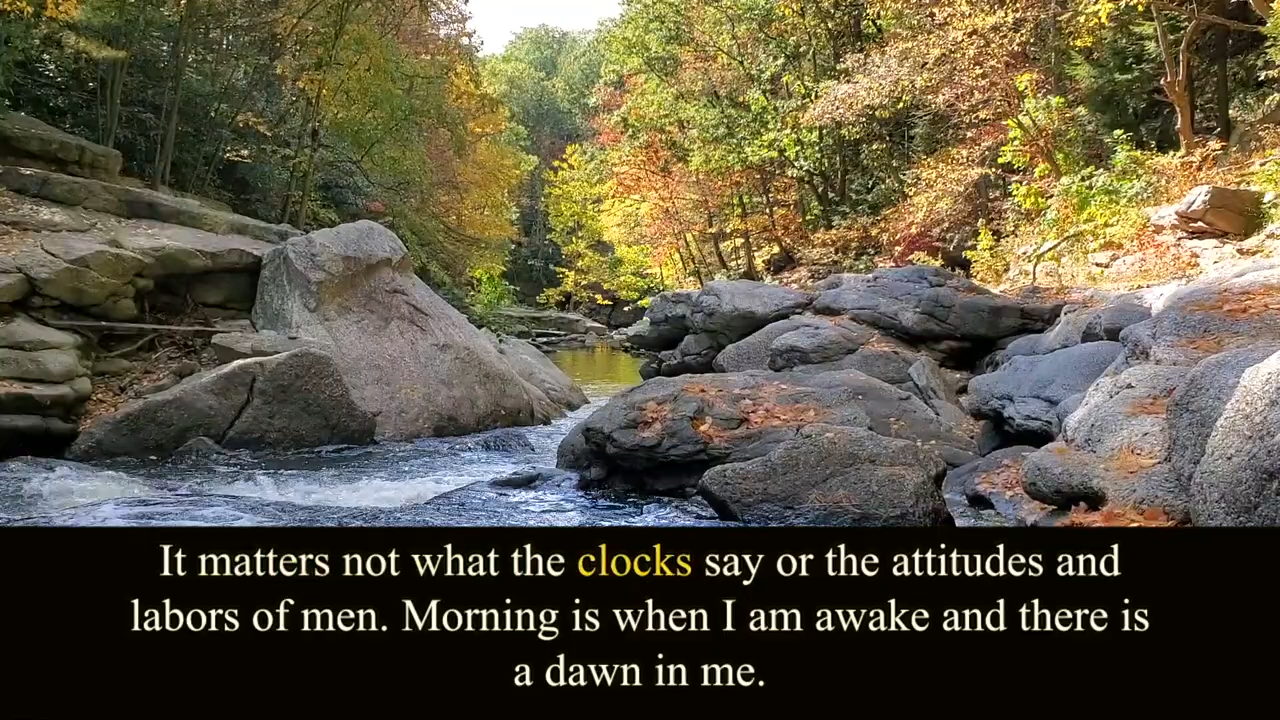 It matters not what the clocks say or the attitudes and
labors of men. Morning is when I am awake and there is
a dawn in me.